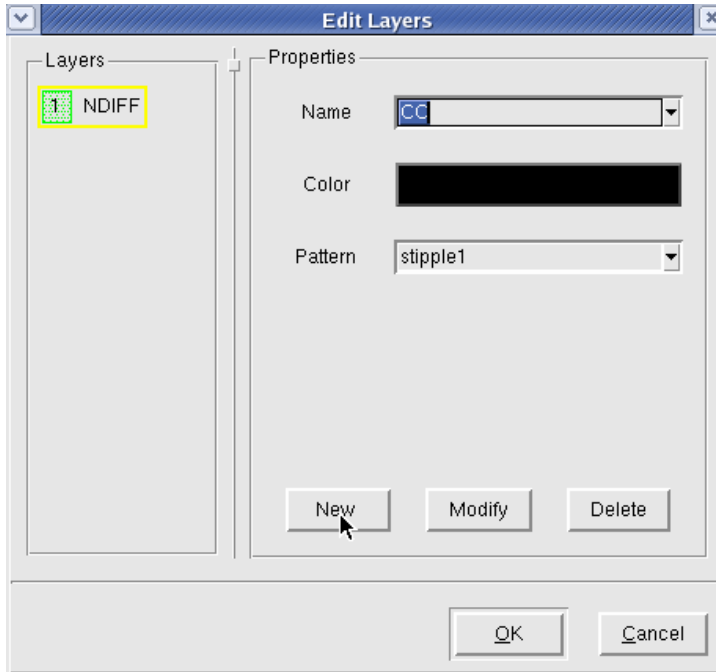 Edit Layers
Layers
1 NDIFF
Properties
Name CC
Color
Pattern stipple1
New Modify Delete
OK Cancel